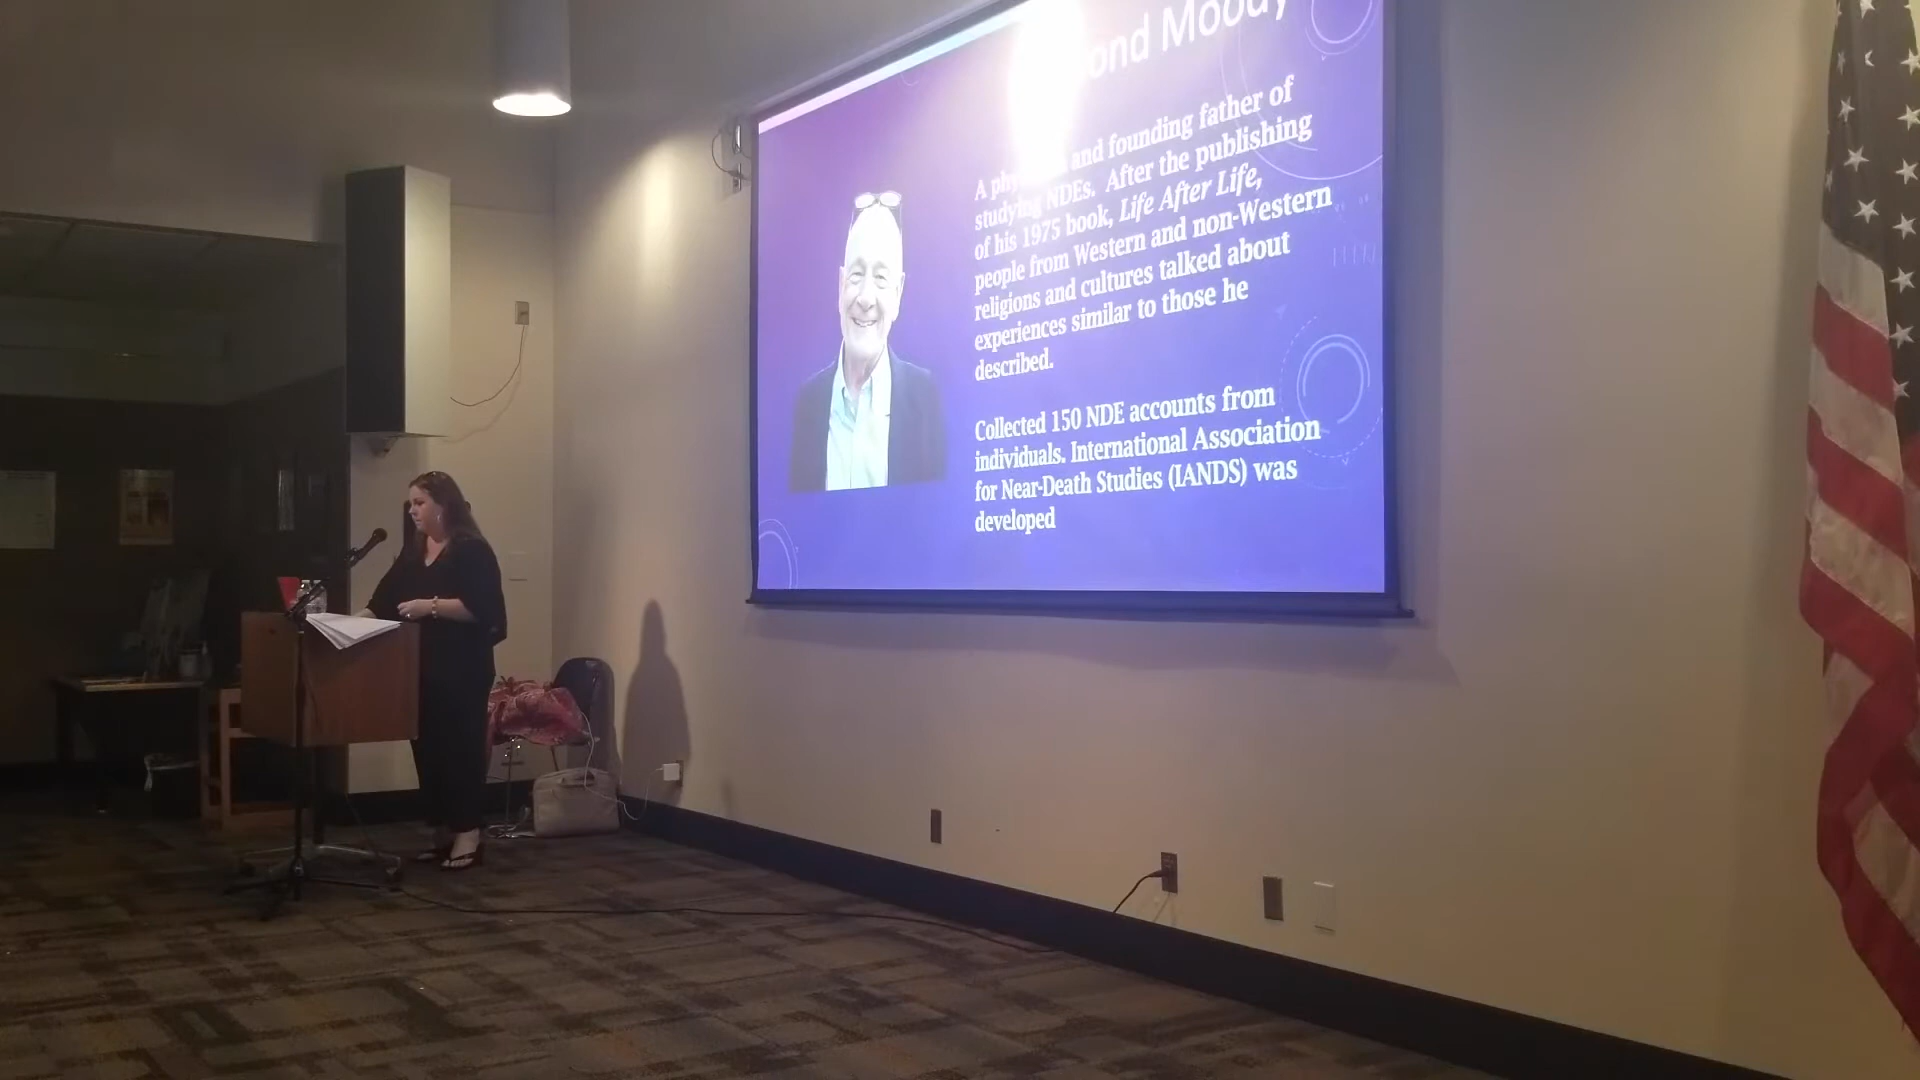 ond Moody
A ph and founding father of
studying NDEs. After the publishing
of his 1975 book, Life After Life,
people from Western and non-Western
religions and cultures talked about
experiences similar to those he
described.
Collected 150 NDE accounts from
individuals. International Association
for Near-Death Studies (IANDS) was
developed